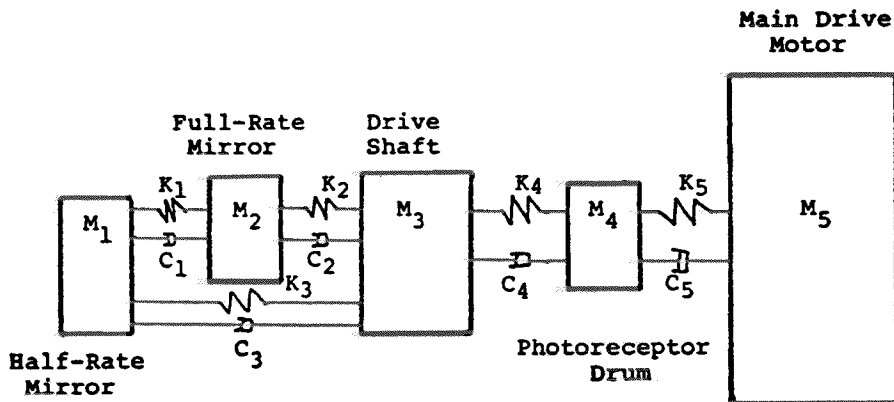 Main Drive
Motor
Full-Rate
Mirror
Drive
Shaft
K1
K2
K4
K5
M1
M2
M3
M4
M5
C1
C2
K3
C4
C5
C3
Half-Rate
Mirror
Photoreceptor
Drum